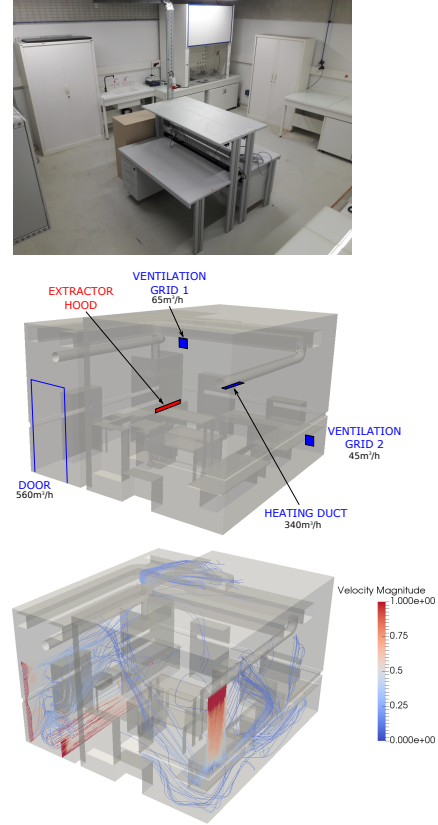 VENTILATION
GRID 1
65m³/h
EXTRACTOR
HOOD
VENTILATION
GRID 2
45m³/h
DOOR
560m³/h
HEATING DUCT
340m³/h
Velocity Magnitude
1.000e+00
0.75
0.5
0.25
0.000e+00